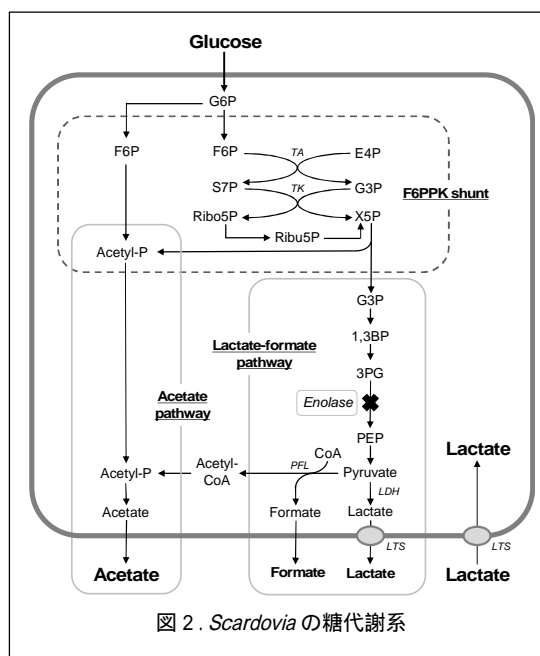 Glucose
G6P
F6P F6P TA E4P
S7P TK G3P
F6PPK shunt
Ribo5P X5P
Ribu5P
Acetyl-P
G3P
Lactate-formate
pathway
1,3BP
3PG
Acetate
pathway
Enolase
PEP
Lactate
CoA
Acetyl-P Acetyl-
CoA PFL Pyruvate
LDH
Acetate Formate Lactate
LTS LTS
Acetate Formate Lactate Lactate
図 2 . Scardovia の糖代謝系